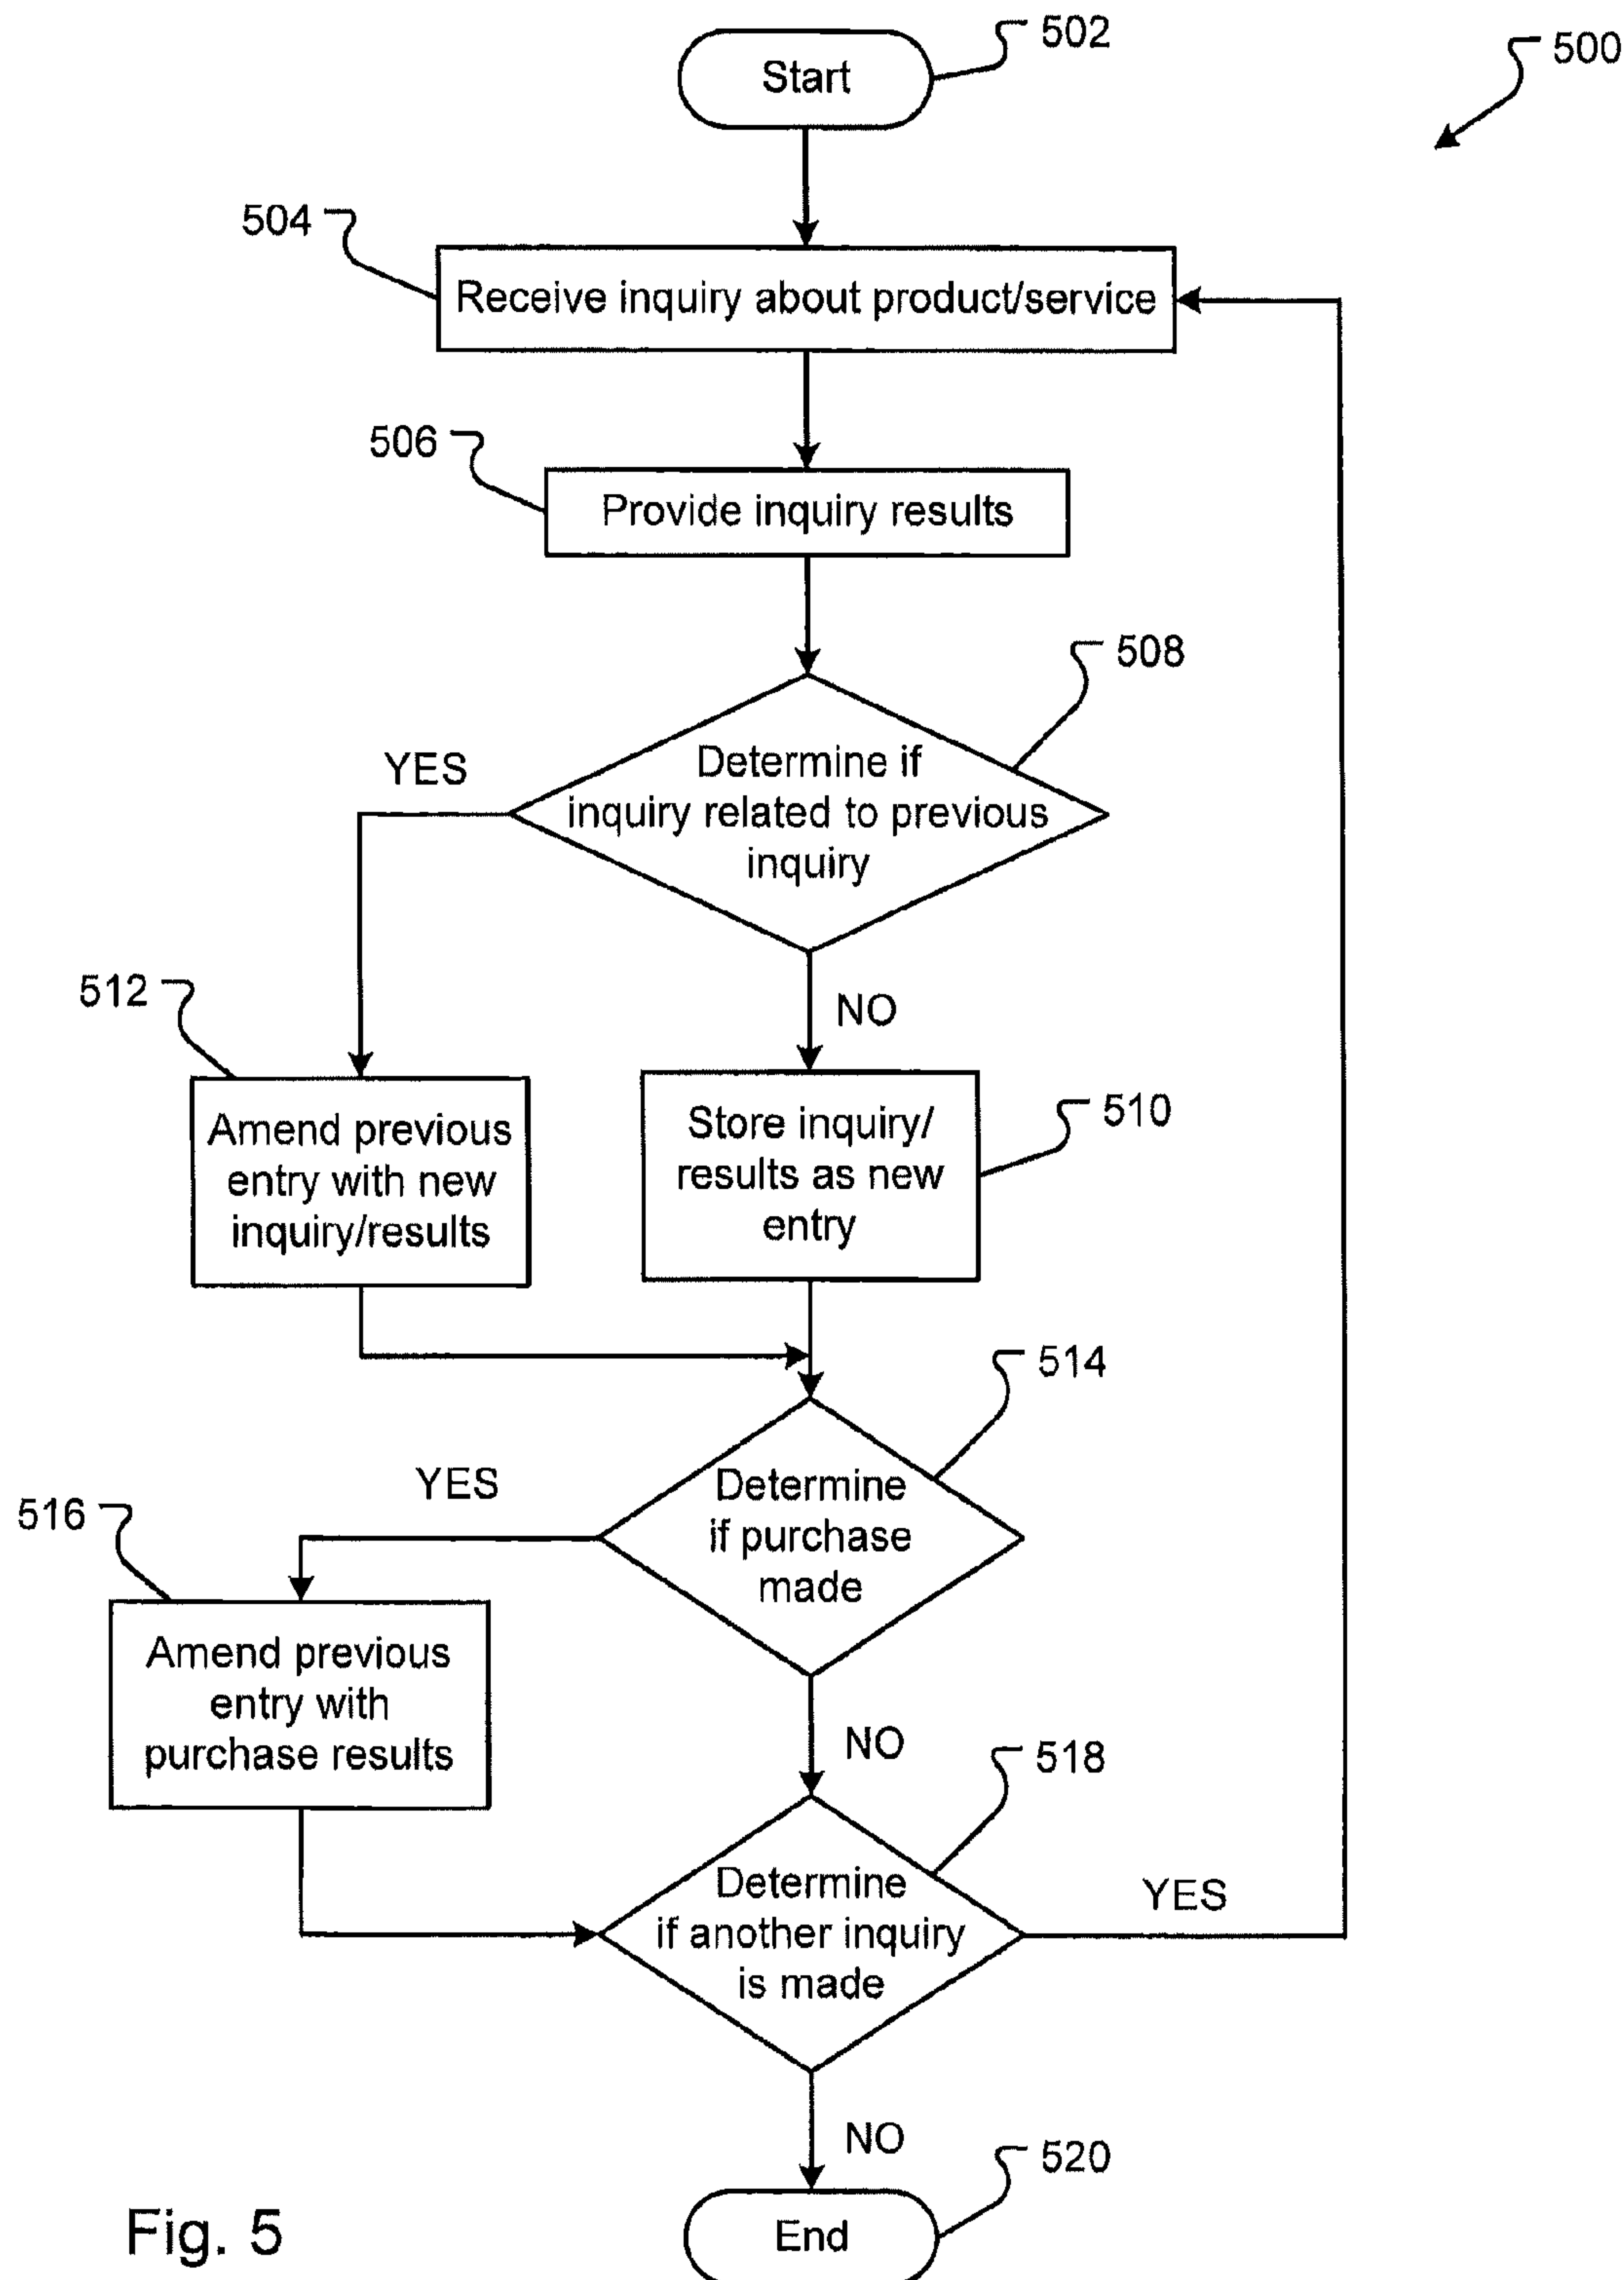 502
500
Start
504
Receive inquiry about product/service
506
Provide inquiry results
508
YES
Determine if
inquiry related to previous
inquiry
512
NO
Amend previous
entry with new
inquiry/results
Store inquiry/
results as new
entry
510
514
YES
Determine
if purchase
made
516
Amend previous
entry with
purchase results
NO
518
Determine
if another inquiry
is made
YES
NO
520
End
Fig. 5